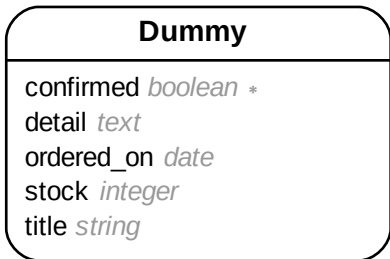 Dummy
confirmed boolean *
detail text
ordered_on date
stock integer
title string